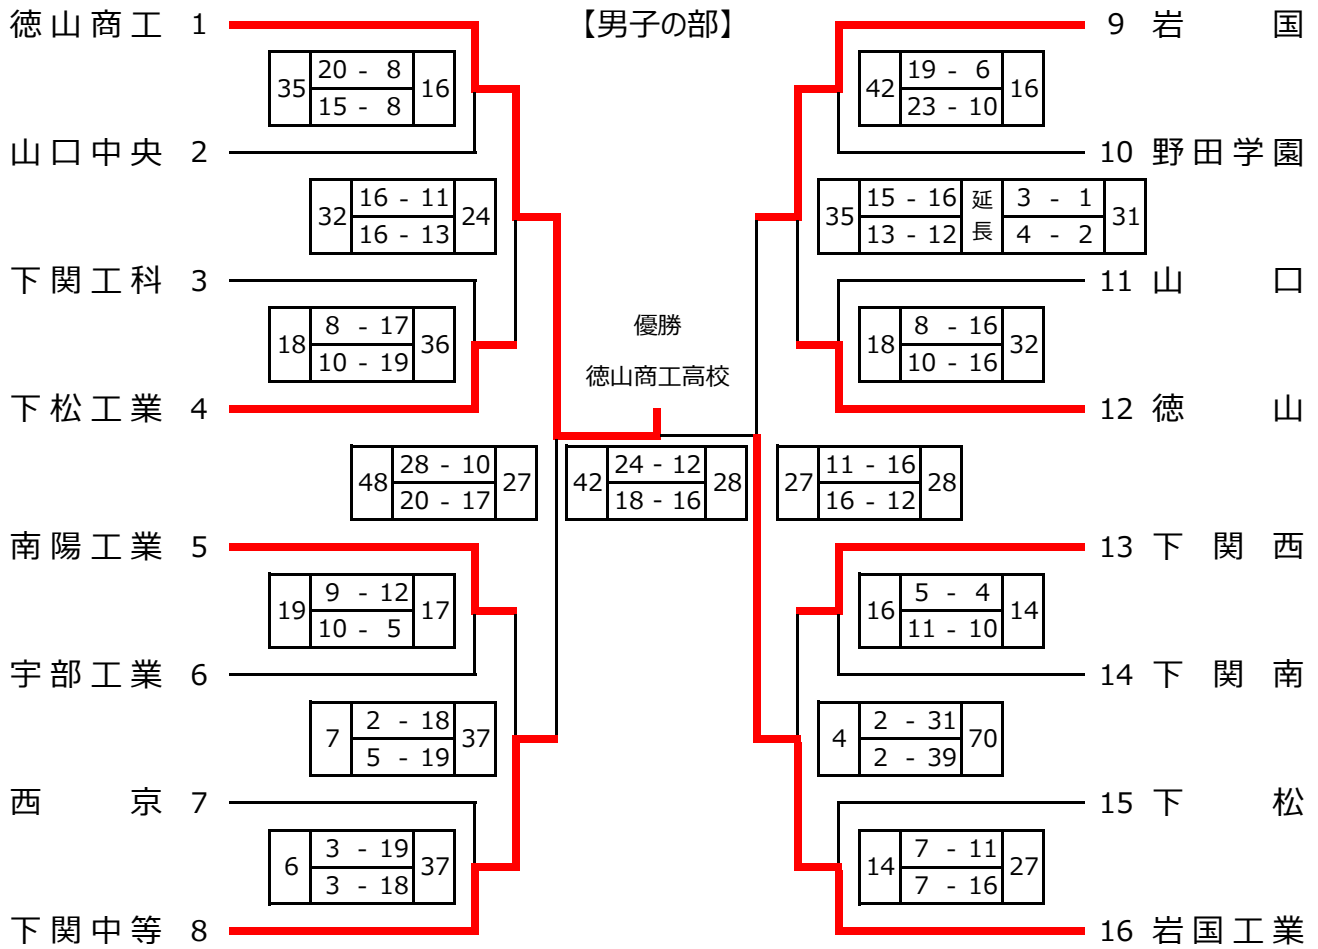 【男子の部】
徳山商工 1
35 20 - 8 16
15 - 8
山口中央 2
32 16 - 11 24
16 - 13
下関工科 3
18 8 - 17 36
10 - 19
下松工業 4
48 28 - 10 27
20 - 17
南陽工業 5
19 9 - 12 17
10 - 5
宇部工業 6
7 2 - 18 37
5 - 19
西京 7
6 3 - 19 37
3 - 18
下関中等 8
優勝
徳山商工高校
42 24 - 12 28
18 - 16
9 岩国
42 19 - 6 16
23 - 10
10 野田学園
35 15 - 16 延 3 - 1 31
13 - 12 長 4 - 2
11 山口
18 8 - 16 32
10 - 16
12 徳山
27 11 - 16 28
16 - 12
13 下関西
16 5 - 4 14
11 - 10
14 下関南
4 2 - 31 70
2 - 39
15 下松
14 7 - 11 27
7 - 16
16 岩国工業